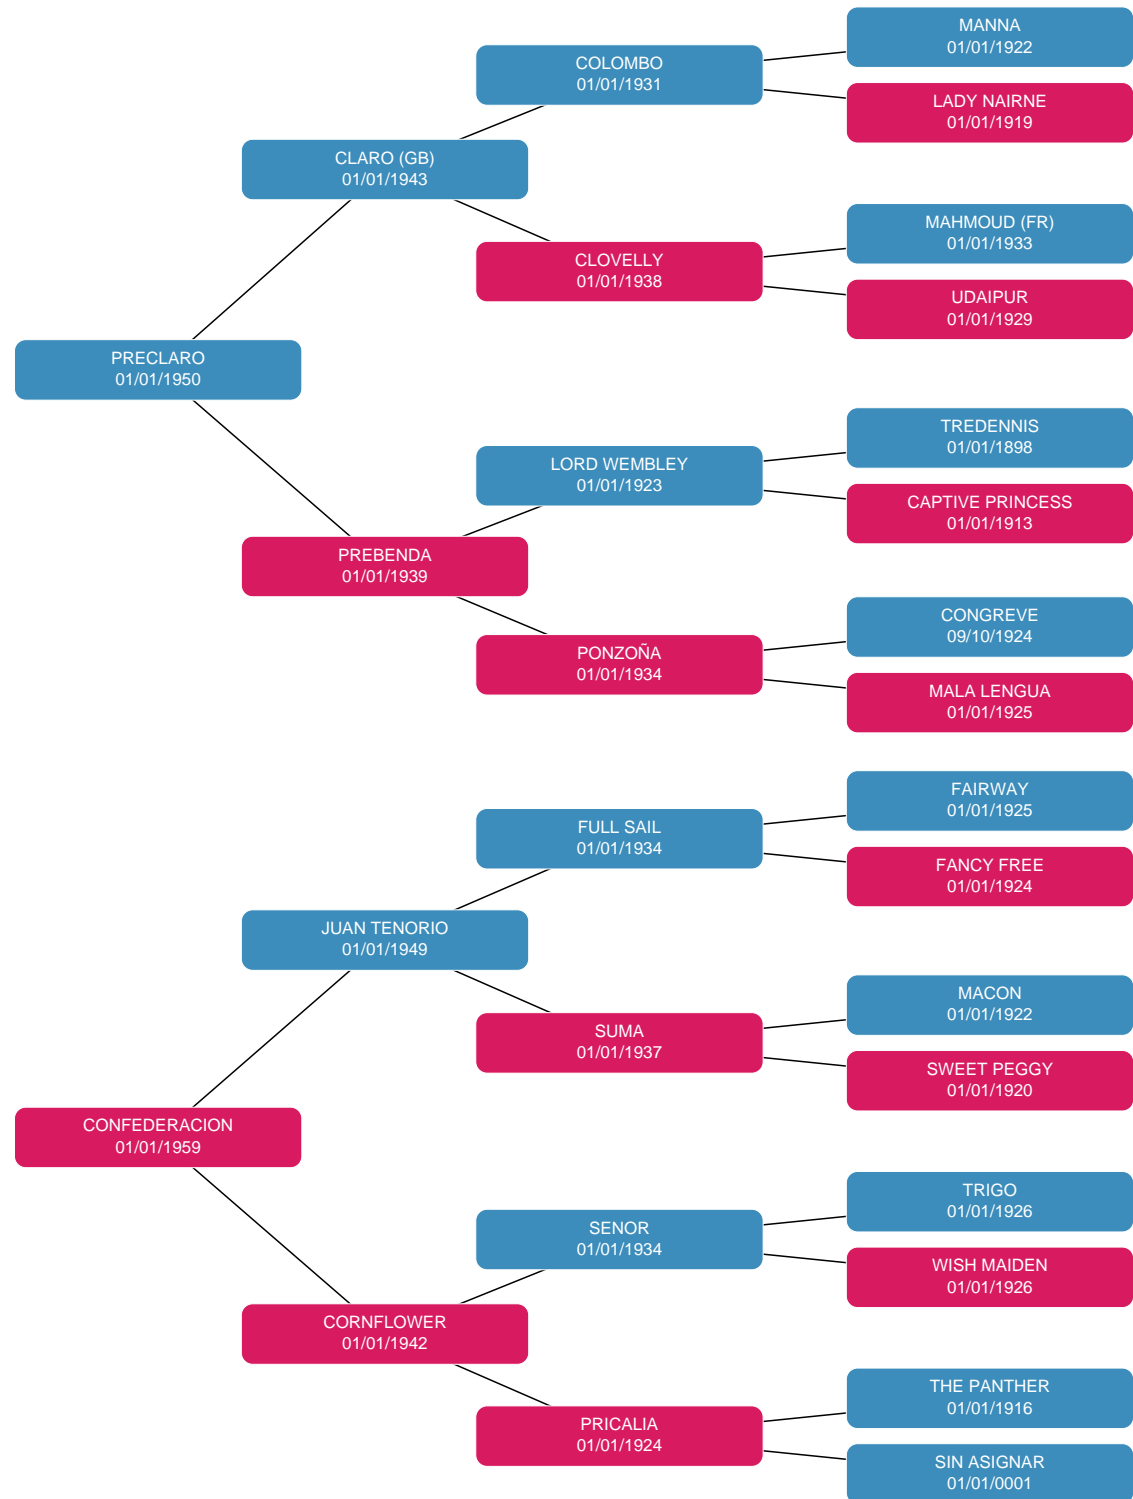 MANNA
01/01/1922
COLOMBO
01/01/1931
LADY NAIRNE
01/01/1919
CLARO (GB)
01/01/1943
MAHMOUD (FR)
01/01/1933
CLOVELLY
01/01/1938
UDAIPUR
01/01/1929
PRECLARO
01/01/1950
TREDENNIS
01/01/1898
LORD WEMBLEY
01/01/1923
CAPTIVE PRINCESS
01/01/1913
PREBENDA
01/01/1939
CONGREVE
09/10/1924
PONZOÑA
01/01/1934
MALA LENGUA
01/01/1925
FAIRWAY
01/01/1925
FULL SAIL
01/01/1934
FANCY FREE
01/01/1924
JUAN TENORIO
01/01/1949
MACON
01/01/1922
SUMA
01/01/1937
SWEET PEGGY
01/01/1920
CONFEDERACION
01/01/1959
TRIGO
01/01/1926
SENOR
01/01/1934
WISH MAIDEN
01/01/1926
CORNFLOWER
01/01/1942
THE PANTHER
01/01/1916
PRICALIA
01/01/1924
SIN ASIGNAR
01/01/0001